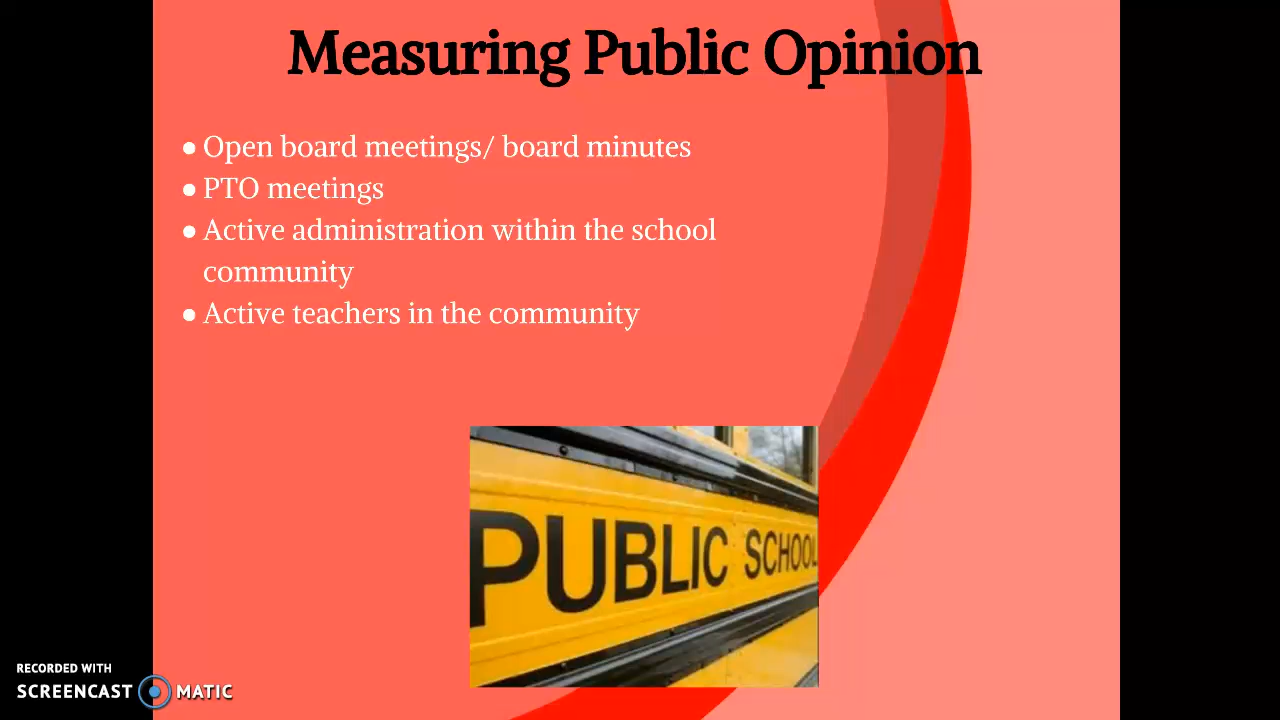 Measuring Public Opinion
● Open board meetings/ board minutes
● PTO meetings
● Active administration within the school
community
● Active teachers in the community
PUBLIC SCHOOL
RECORDED WITH
SCREENCAST MATIC